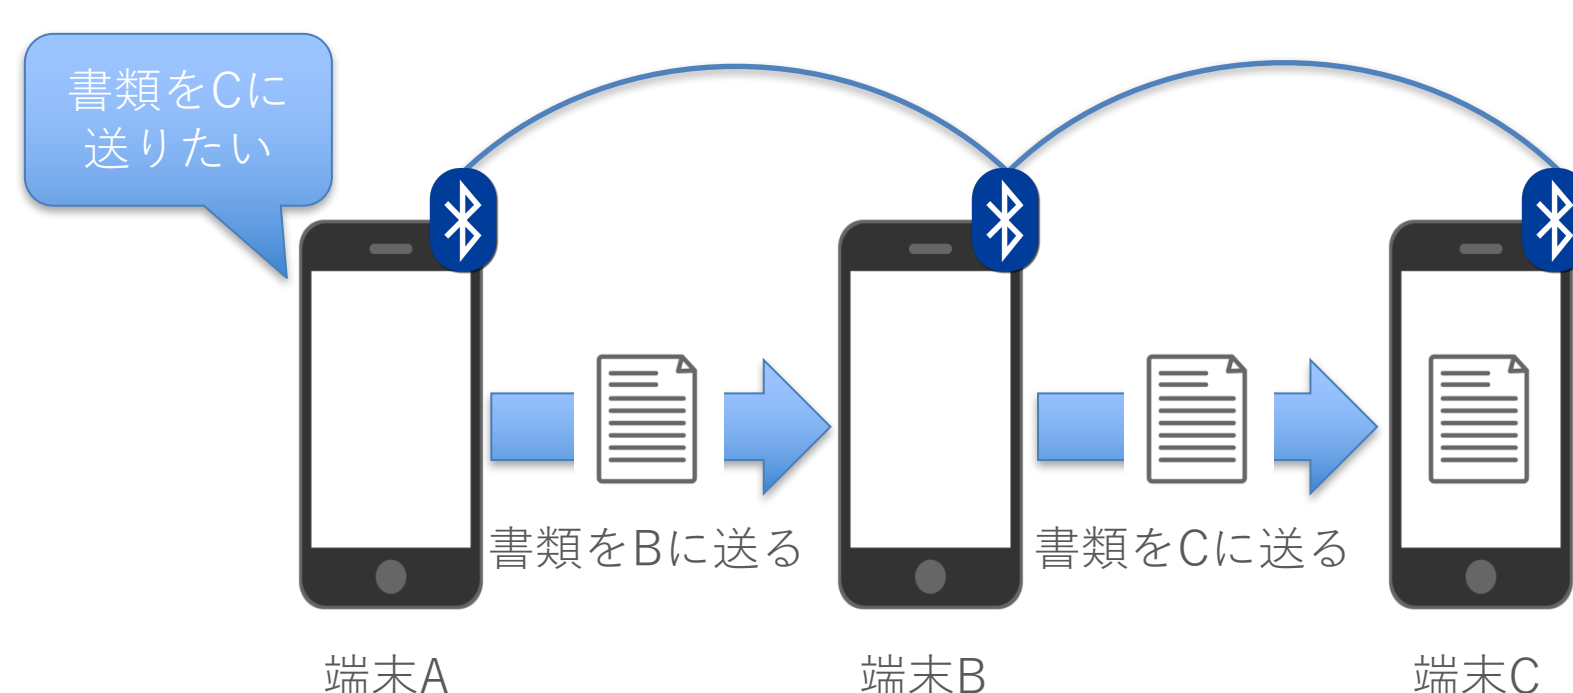 書類をCに
送りたい
書類をBに送る
書類をCに送る
端末A
端末B
端末C